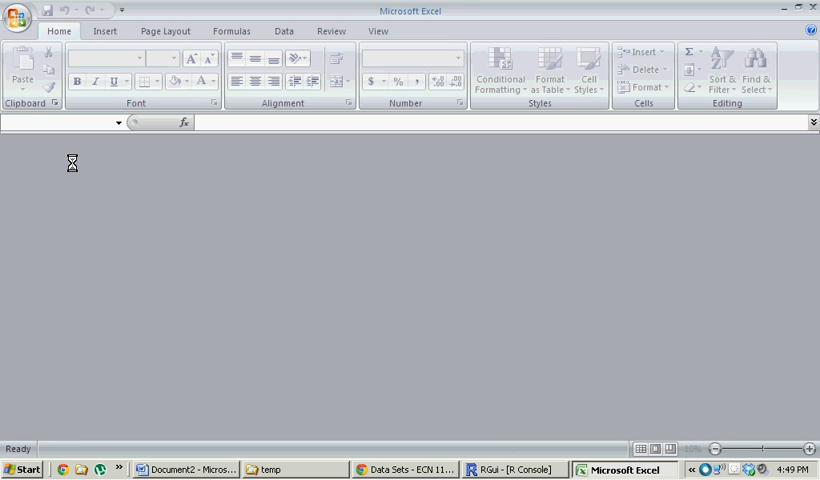 Microsoft Excel
Home Insert Page Layout Formulas Data Review View
Paste
B I U A
$ % ,
Conditional Formatting
Format as Table
Cell Styles
Insert
Delete
Format
Σ
Sort & Filter
Find & Select
Clipboard Font Alignment Number Styles Cells Editing
fx
Ready
Start
Document2 - Micros...
temp
Data Sets - ECN 11...
RGui - [R Console]
Microsoft Excel
4:49 PM